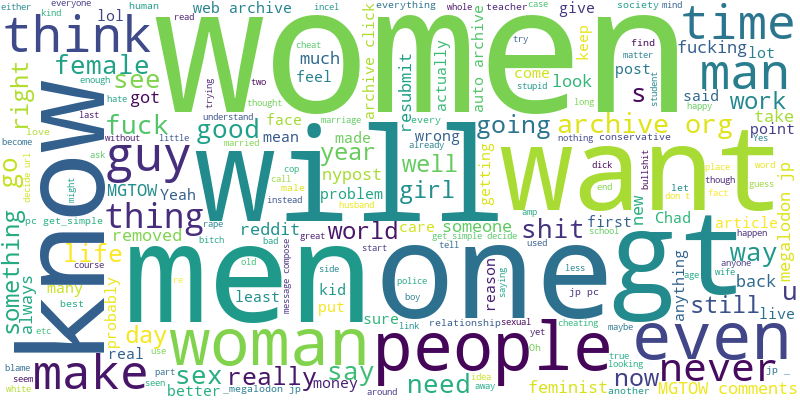 either human kind everyone lol web archive incel read everything teacher whole society mind case give
think women time
female cheat archive click keep try actually auto archive resubmit fucking lot
right much feel come look stupid find matter post student man
see got hate enough trying two thought every long happy said s work
know fuck good face mean made wrong going archive org take point
go love last without little understand married marriage already getting nothing conservative yes
guy will want
become ask year well girl dick bullshit end let though place fact word guess don t
decide url might MGTOW Yeah cop call male instead nypost problem husband
thing rape bitch world care someone amp shit school first new Chad article megalodon jp
something pc get_simple removed reddit bad great tell get simple decide used reason happen
life men one gt way
always many course least old start message compose kid side police boy saying less jp pc anything age wife anyone back u
probably re day put sure link relationship sexual cheating yet Oh still live
etc best real use woman people even maybe true looking
blame seem white make part seen sex better really money say _megalodon jp around need idea away feminist another now never MGTOW comments jp _